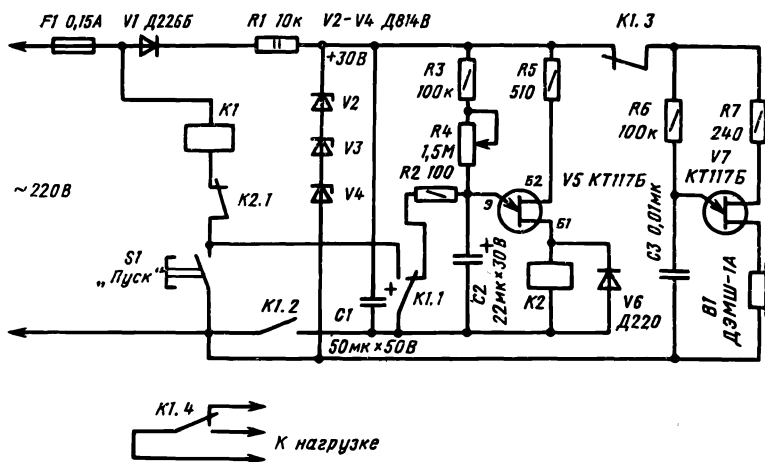 F1 0,15А
V1 Д226Б
R1 10к
V2-V4 Д814В
K1.3
+30В
R3
100к
R5
510
K1
V2
R6
100к
R7
240
R4
1,5М
V3
V7
КТ117Б
R2 100
Б2
V5 КТ117Б
~220В
K2.1
V4
Э
Б1
S1
„Пуск“
C3 0,01мк
K1.1
C2
22мк×30В
K2
V6
Д220
B1
ДЭМШ-1А
K1.2
C1
50мк×50В
K1.4
К нагрузке